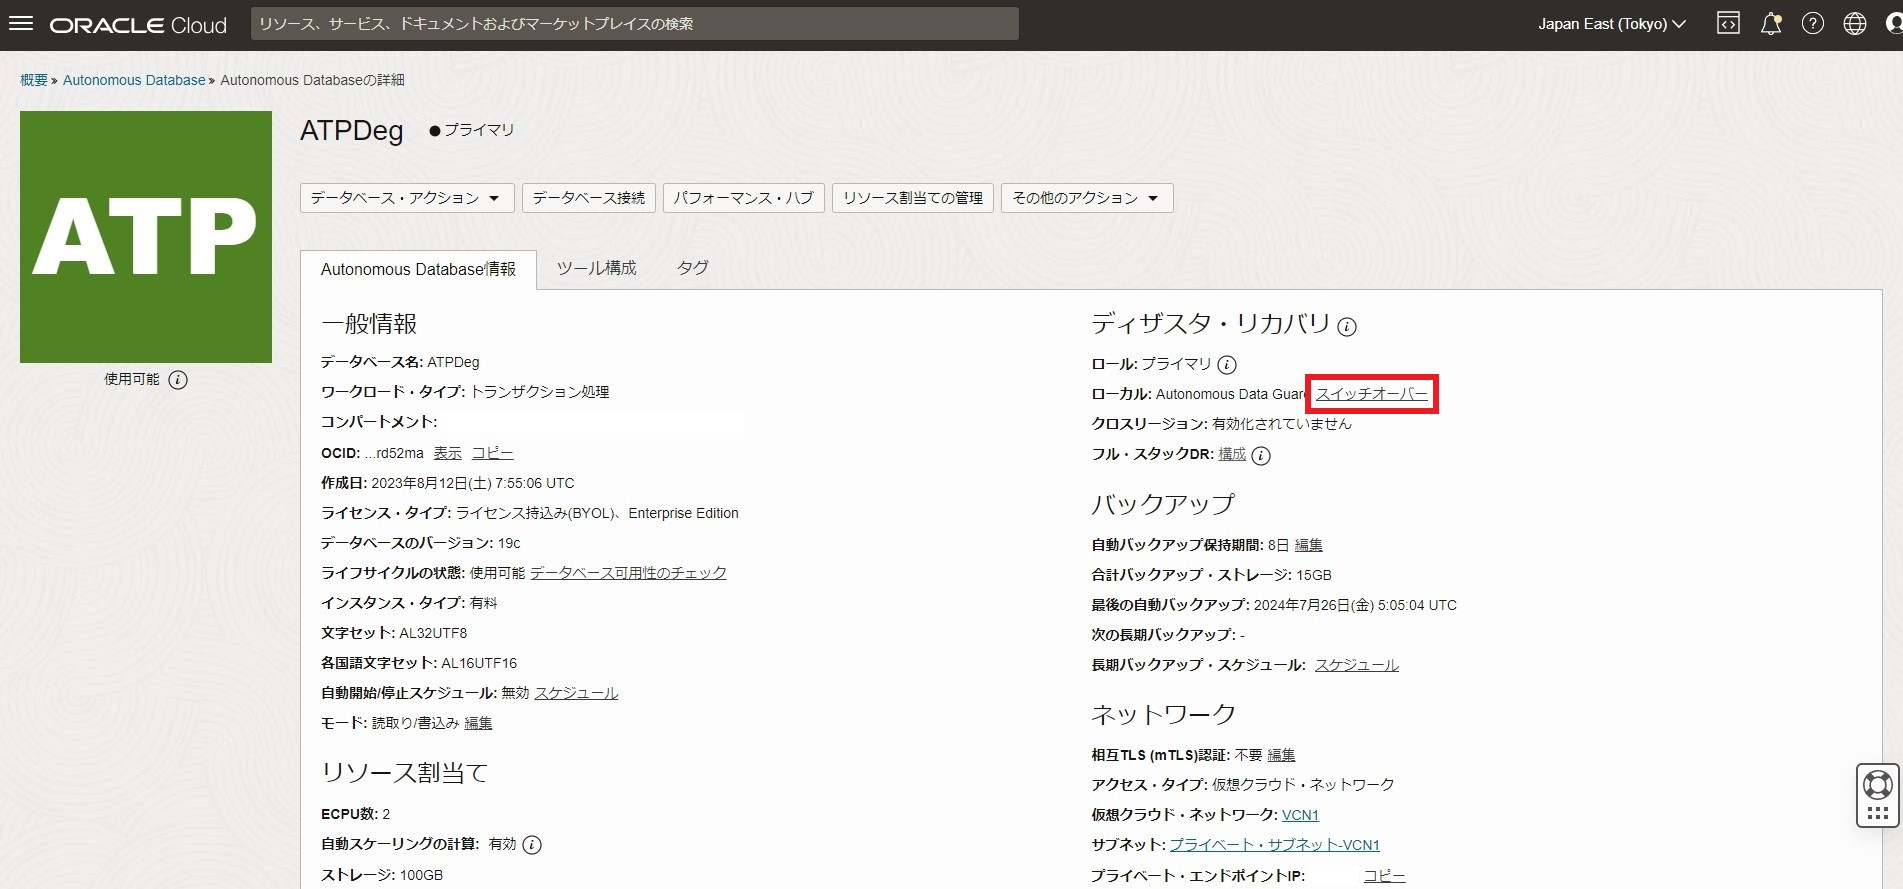 ORACLE Cloud
リソース、サービス、ドキュメントおよびマーケットプレイスの検索
Japan East (Tokyo)
概要 » Autonomous Database » Autonomous Databaseの詳細
ATP
使用可能
ATPDeg
プライマリ
データベース・アクション
データベース接続
パフォーマンス・ハブ
リソース割当ての管理
その他のアクション
Autonomous Database情報
ツール構成
タグ
一般情報
データベース名: ATPDeg
ワークロード・タイプ: トランザクション処理
コンパートメント:
OCID: ...rd52ma 表示 コピー
作成日: 2023年8月12日(土) 7:55:06 UTC
ライセンス・タイプ: ライセンス持込み(BYOL)、Enterprise Edition
データベースのバージョン: 19c
ライフサイクルの状態: 使用可能 データベース可用性のチェック
インスタンス・タイプ: 有料
文字セット: AL32UTF8
各国語文字セット: AL16UTF16
自動開始/停止スケジュール: 無効 スケジュール
モード: 読取り/書込み 編集
リソース割当て
ECPU数: 2
自動スケーリングの計算: 有効
ストレージ: 100GB
ディザスタ・リカバリ
ロール: プライマリ
ローカル: Autonomous Data Guar スイッチオーバー
クロスリージョン: 有効化されていません
フル・スタックDR: 構成
バックアップ
自動バックアップ保持期間: 8日 編集
合計バックアップ・ストレージ: 15GB
最後の自動バックアップ: 2024年7月26日(金) 5:05:04 UTC
次の長期バックアップ: -
長期バックアップ・スケジュール: スケジュール
ネットワーク
相互TLS (mTLS)認証: 不要 編集
アクセス・タイプ: 仮想クラウド・ネットワーク
仮想クラウド・ネットワーク: VCN1
サブネット: プライベート・サブネット-VCN1
プライベート・エンドポイントIP: コピー